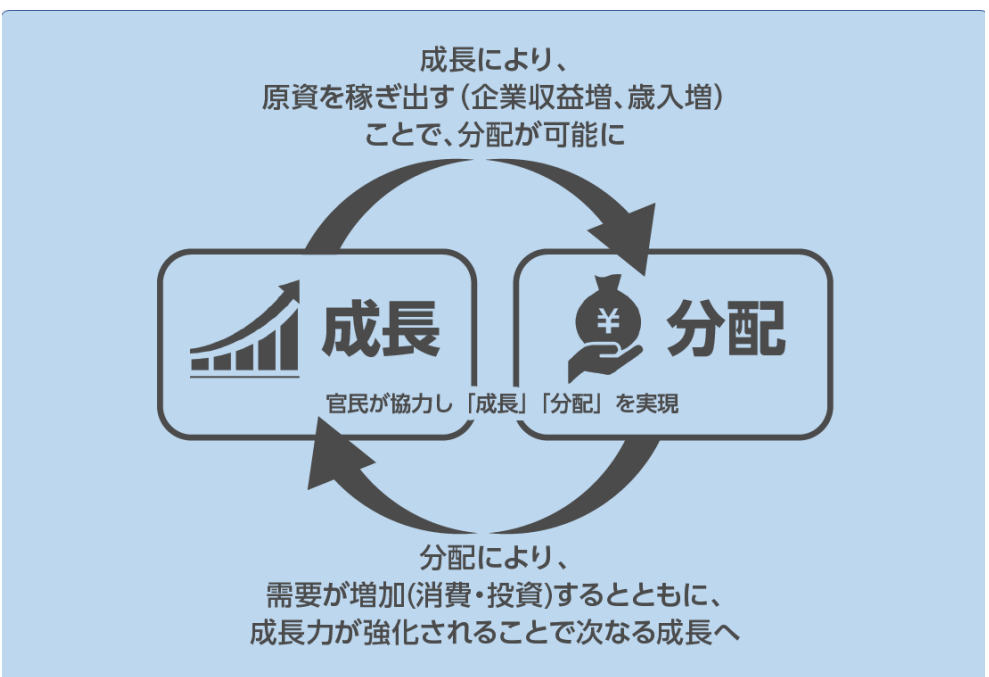 成長により、
原資を稼ぎ出す（企業収益増、歳入増）
ことで、分配が可能に
成長
¥
分配
官民が協力し「成長」「分配」を実現
分配により、
需要が増加(消費・投資)するとともに、
成長力が強化されることで次なる成長へ